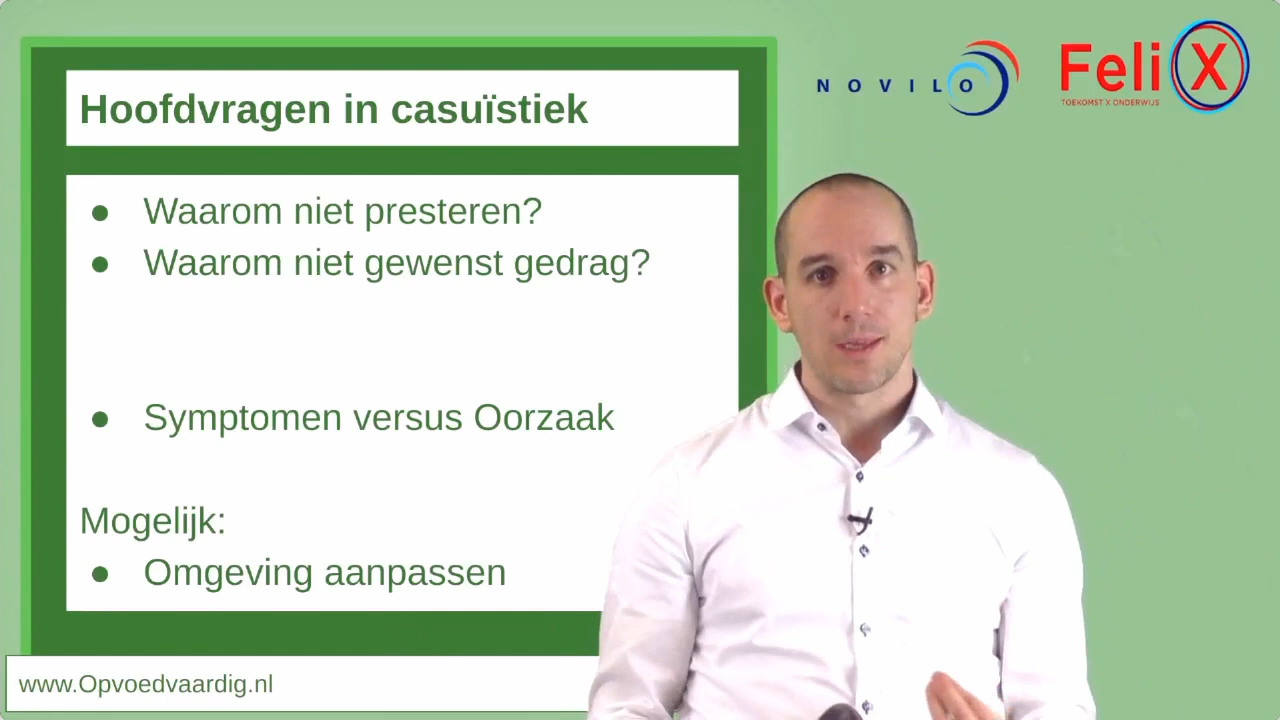 Hoofdvragen in casuïstiek
NOVILO
FeliX
TOEKOMST X ONDERWIJS
● Waarom niet presteren?
● Waarom niet gewenst gedrag?
● Symptomen versus Oorzaak
Mogelijk:
● Omgeving aanpassen
www.Opvoedvaardig.nl